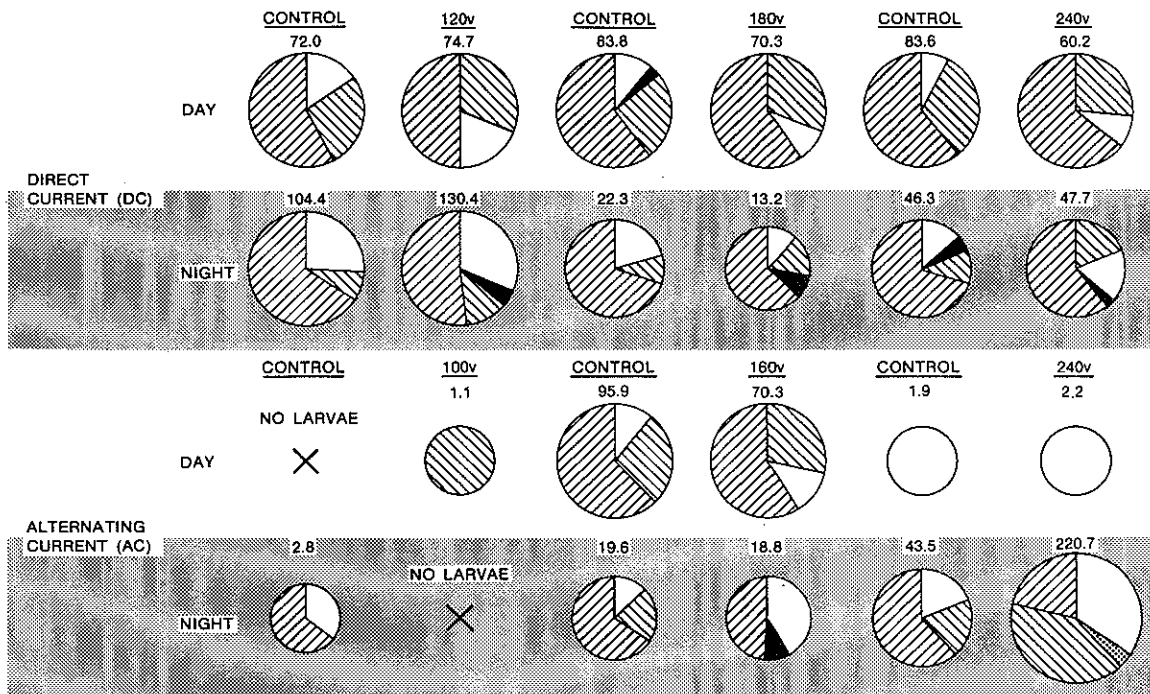 CONTROL 120v CONTROL 180v CONTROL 240v
72.0 74.7 83.8 70.3 83.6 60.2
DAY
DIRECT
CURRENT (DC)
104.4 130.4 22.3 13.2 46.3 47.7
NIGHT
CONTROL 100v CONTROL 160v CONTROL 240v
1.1 95.9 70.3 1.9 2.2
NO LARVAE
DAY
ALTERNATING
CURRENT (AC)
2.8 19.6 18.8 43.5 220.7
NO LARVAE
NIGHT